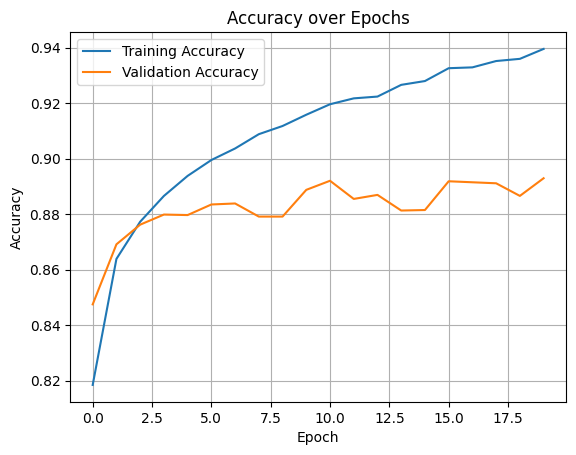 Accuracy over Epochs
Training Accuracy
Validation Accuracy
0.94
0.92
0.90
0.88
0.86
0.84
0.82
Accuracy
0.0 2.5 5.0 7.5 10.0 12.5 15.0 17.5
Epoch